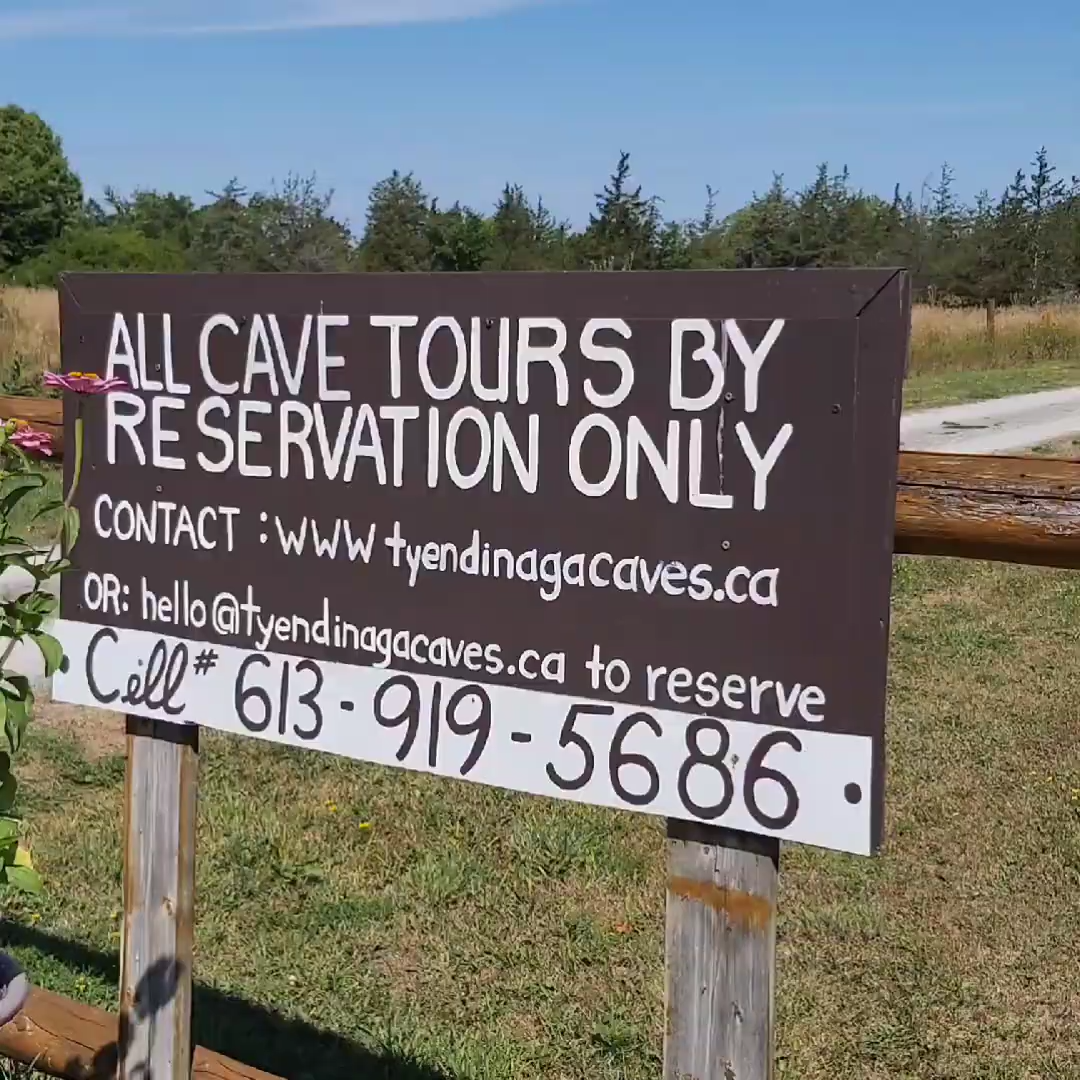 ALL CAVE TOURS BY
RESERVATION ONLY
CONTACT : WWW tyendinagacaves.ca
OR: hello@tyendinagacaves.ca to reserve
Cell# 613-919-5686